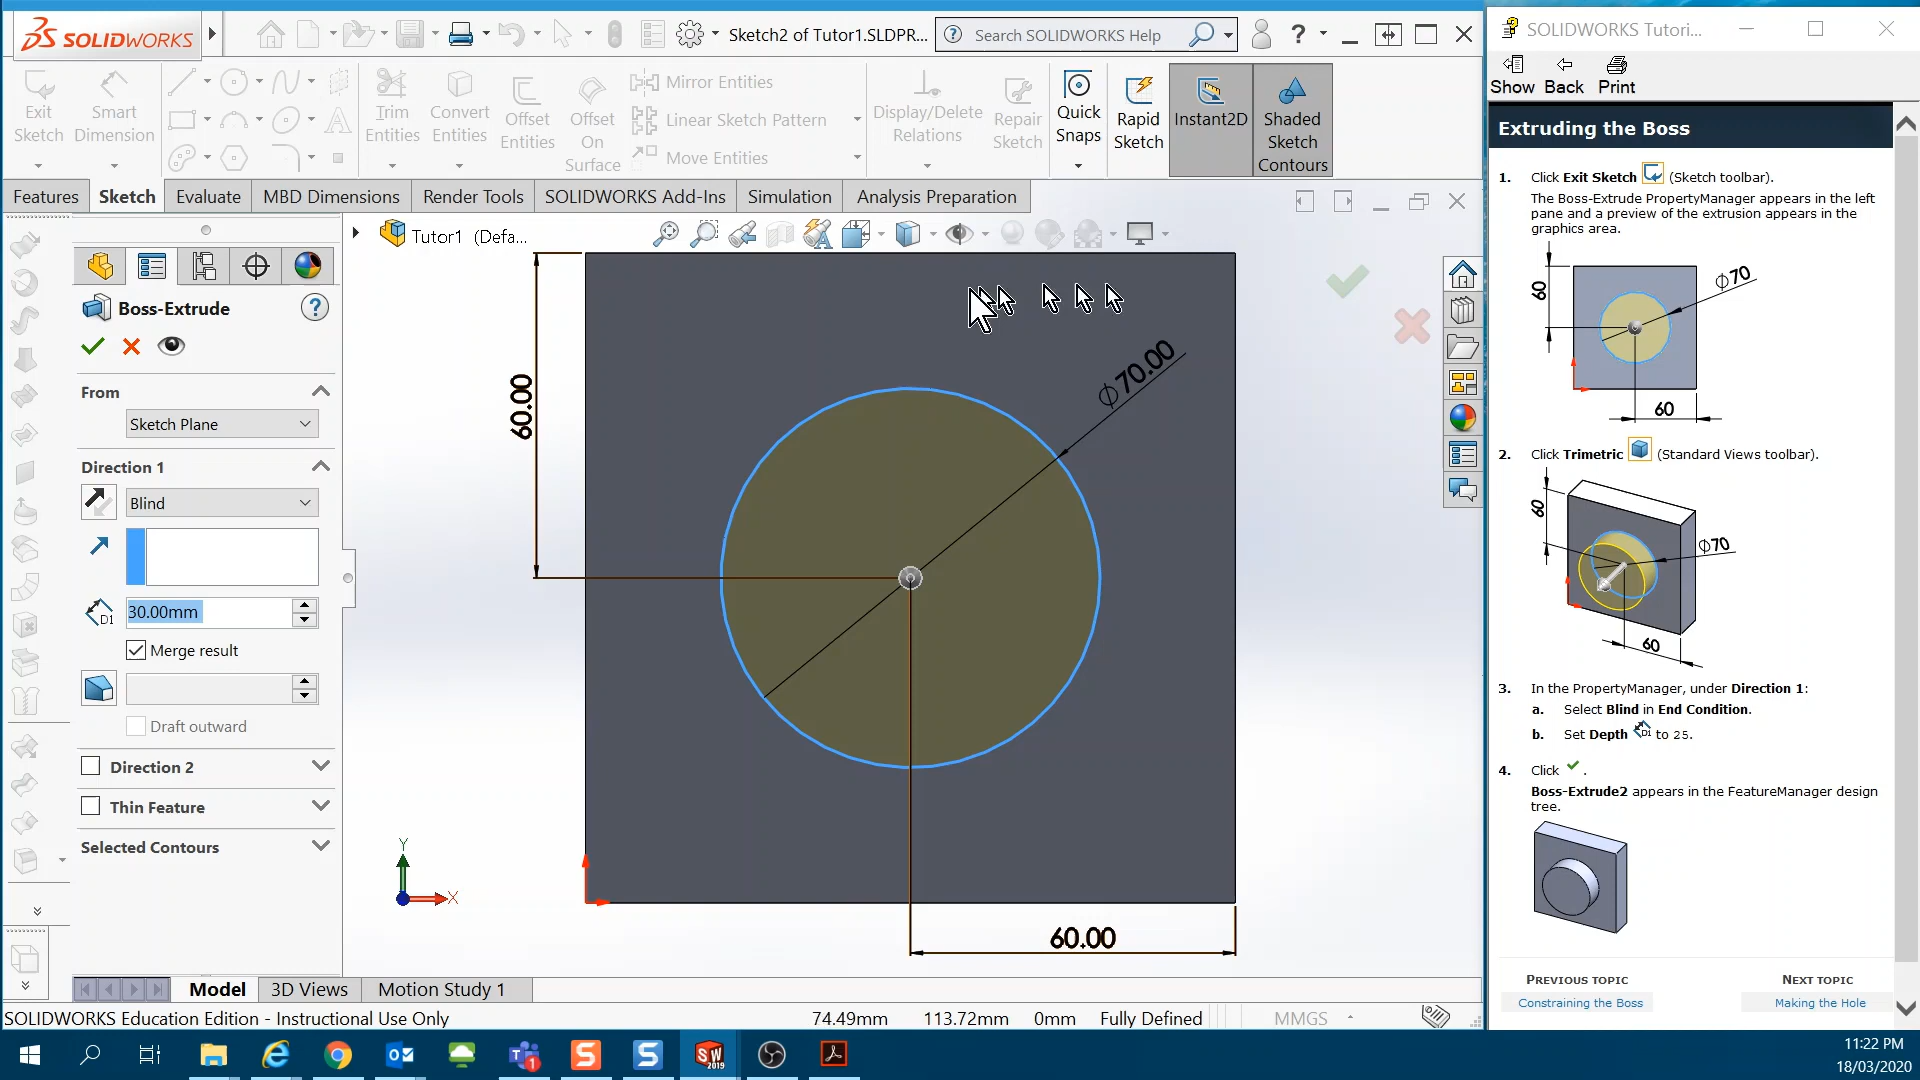 SOLIDWORKS
Sketch2 of Tutor1.SLDPR...
Search SOLIDWORKS Help
Exit
Sketch
Smart
Dimension
Trim
Entities
Convert
Entities
Offset
Entities
Offset
On
Surface
Mirror Entities
Linear Sketch Pattern
Move Entities
Display/Delete
Relations
Repair
Sketch
Quick
Snaps
Rapid
Sketch
Instant2D
Shaded
Sketch
Contours
Features
Sketch
Evaluate
MBD Dimensions
Render Tools
SOLIDWORKS Add-Ins
Simulation
Analysis Preparation
Tutor1 (Defa...
Boss-Extrude
From
Sketch Plane
Direction 1
Blind
D1
30.00mm
Merge result
Draft outward
Direction 2
Thin Feature
Selected Contours
60.00
Ø70.00
60.00
Y
X
Model
3D Views
Motion Study 1
SOLIDWORKS Education Edition - Instructional Use Only
74.49mm
113.72mm
0mm
Fully Defined
MMGS
SOLIDWORKS Tutori...
Show
Back
Print
Extruding the Boss
1. Click Exit Sketch (Sketch toolbar).
The Boss-Extrude PropertyManager appears in the left
pane and a preview of the extrusion appears in the
graphics area.
Ø70
60
60
2. Click Trimetric (Standard Views toolbar).
60
Ø70
60
3. In the PropertyManager, under Direction 1:
a. Select Blind in End Condition.
b. Set Depth D1 to 25.
4. Click .
Boss-Extrude2 appears in the FeatureManager design
tree.
PREVIOUS TOPIC
Constraining the Boss
NEXT TOPIC
Making the Hole
SW
2019
1
11:22 PM
18/03/2020